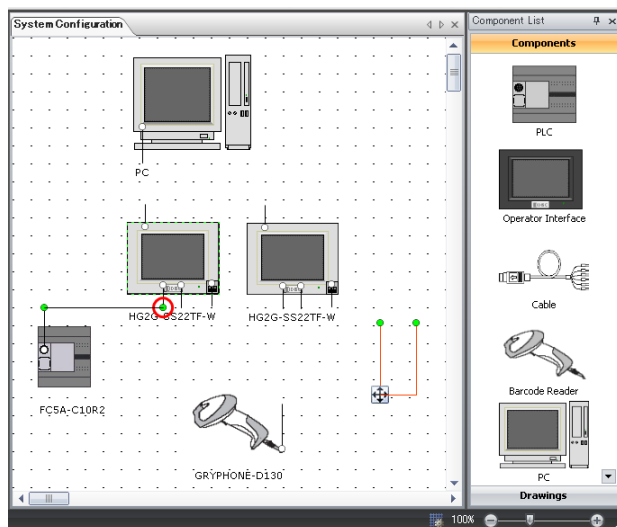 System Configuration
PC
HG2G-SS22TF-W
HG2G-SS22TF-W
FC5A-C10R2
GRYPHONE-D130
Component List
Components
PLC
Operator Interface
Cable
Barcode Reader
PC
Drawings
100%